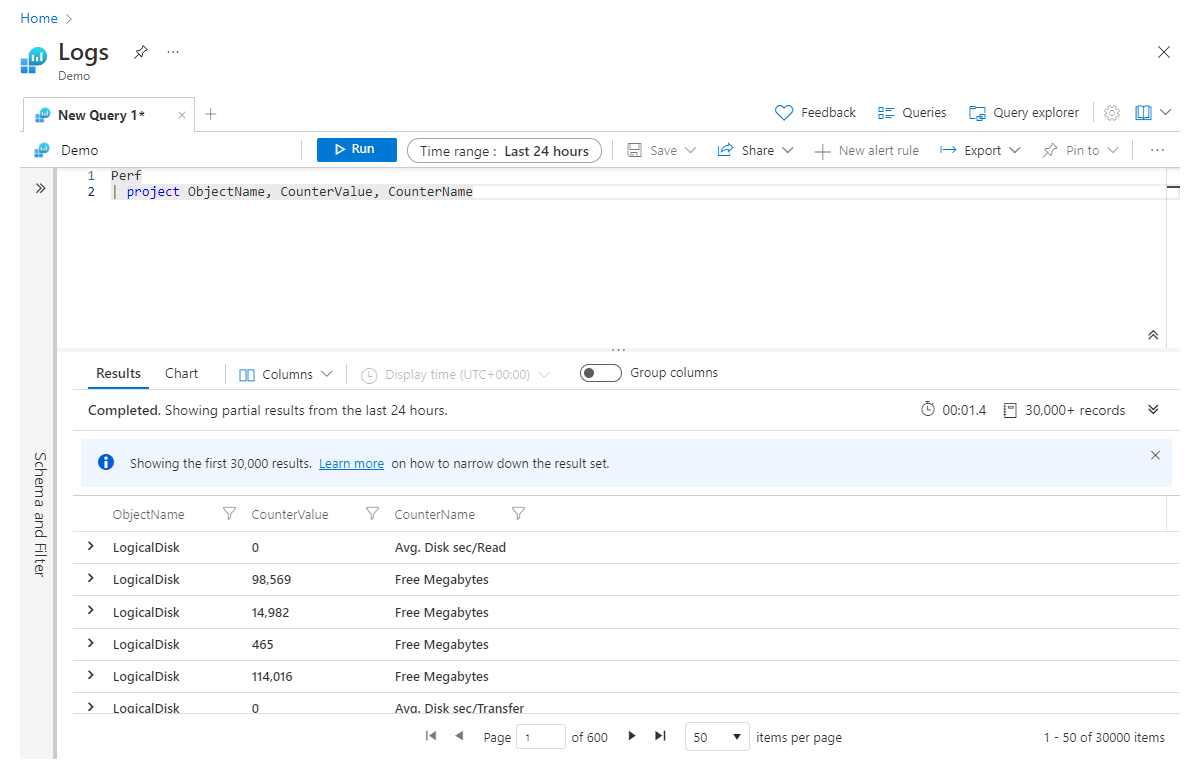 Home
Logs
Demo
New Query 1*
Feedback
Queries
Query explorer
Demo
Run
Time range : Last 24 hours
Save
Share
New alert rule
Export
Pin to
1 Perf
2 | project ObjectName, CounterValue, CounterName
Schema and Filter
Results
Chart
Columns
Display time (UTC+00:00)
Group columns
Completed. Showing partial results from the last 24 hours.
00:01.4
30,000+ records
Showing the first 30,000 results. Learn more on how to narrow down the result set.
ObjectName CounterValue CounterName
LogicalDisk 0 Avg. Disk sec/Read
LogicalDisk 98,569 Free Megabytes
LogicalDisk 14,982 Free Megabytes
LogicalDisk 465 Free Megabytes
LogicalDisk 114,016 Free Megabytes
LogicalDisk 0 Avg. Disk sec/Transfer
Page 1 of 600
50 items per page
1 - 50 of 30000 items